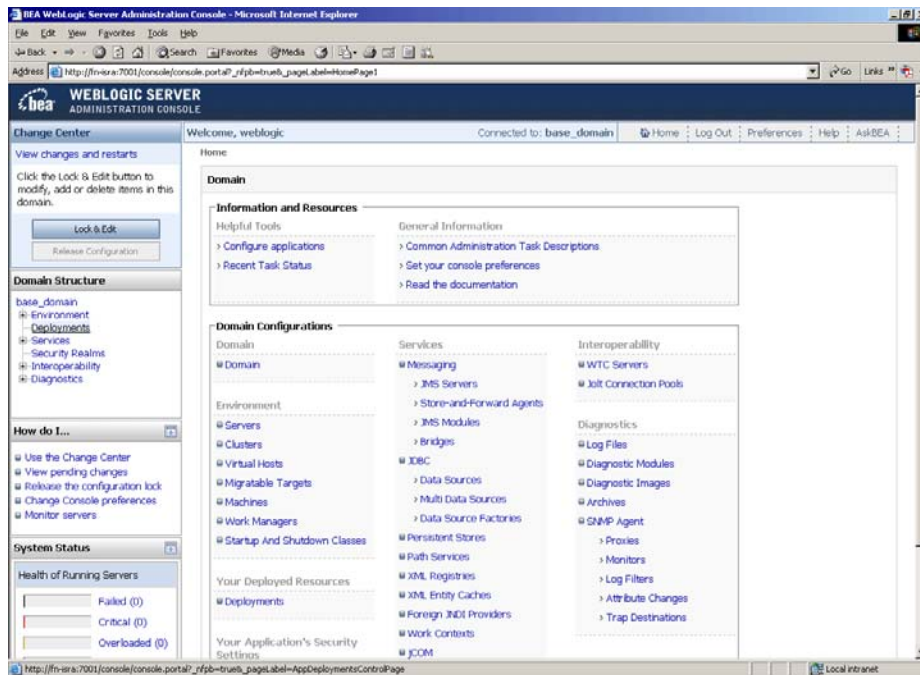 BEA WebLogic Server Administration Console - Microsoft Internet Explorer
File Edit View Favorites Tools Help
Back Search Favorites Media
Address http://fn-isra:7001/console/console.portal?_nfpb=true&_pageLabel=HomePage1 Go Links »
bea WEBLOGIC SERVER
ADMINISTRATION CONSOLE
Change Center
View changes and restarts
Click the Lock & Edit button to
modify, add or delete items in this
domain.
Lock & Edit
Release Configuration
Domain Structure
base_domain
Environment
Deployments
Services
Security Realms
Interoperability
Diagnostics
How do I...
Use the Change Center
View pending changes
Release the configuration lock
Change Console preferences
Monitor servers
System Status
Health of Running Servers
Failed (0)
Critical (0)
Overloaded (0)
Welcome, weblogic Connected to: base_domain Home Log Out Preferences Help AskBEA
Home
Domain
Information and Resources
Helpful Tools
Configure applications
Recent Task Status
General Information
Common Administration Task Descriptions
Set your console preferences
Read the documentation
Domain Configurations
Domain
Domain
Environment
Servers
Clusters
Virtual Hosts
Migratable Targets
Machines
Work Managers
Startup And Shutdown Classes
Your Deployed Resources
Deployments
Your Application's Security
Settings
Services
Messaging
JMS Servers
Store-and-Forward Agents
JMS Modules
Bridges
JDBC
Data Sources
Multi Data Sources
Data Source Factories
Persistent Stores
Path Services
XML Registries
XML Entity Caches
Foreign JNDI Providers
Work Contexts
jCOM
Interoperability
WTC Servers
Jolt Connection Pools
Diagnostics
Log Files
Diagnostic Modules
Diagnostic Images
Archives
SNMP Agent
Proxies
Monitors
Log Filters
Attribute Changes
Trap Destinations
http://fn-isra:7001/console/console.portal?_nfpb=true&_pageLabel=AppDeploymentsControlPage Local intranet